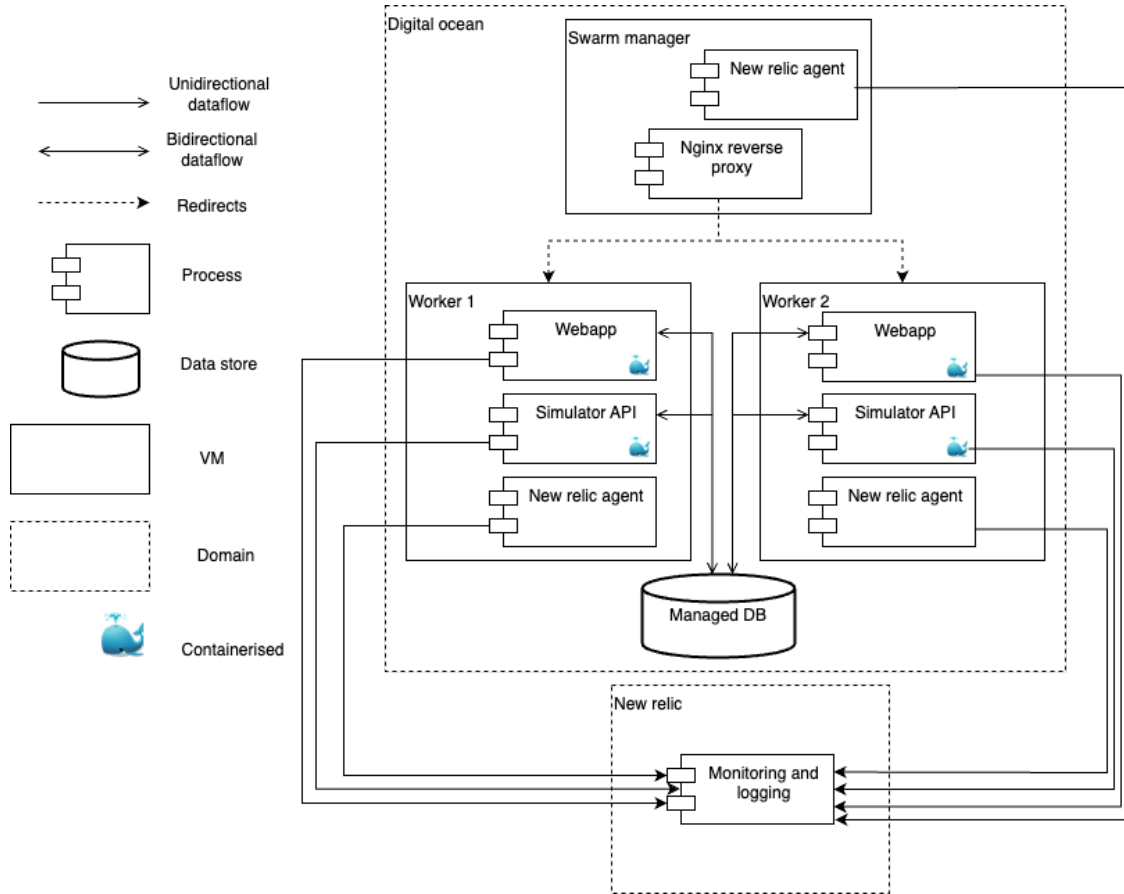 Unidirectional
dataflow
Bidirectional
dataflow
Redirects
Process
Data store
VM
Domain
Containerised
Digital ocean
Swarm manager
New relic agent
Nginx reverse
proxy
Worker 1
Webapp
Simulator API
New relic agent
Worker 2
Webapp
Simulator API
New relic agent
Managed DB
New relic
Monitoring and
logging